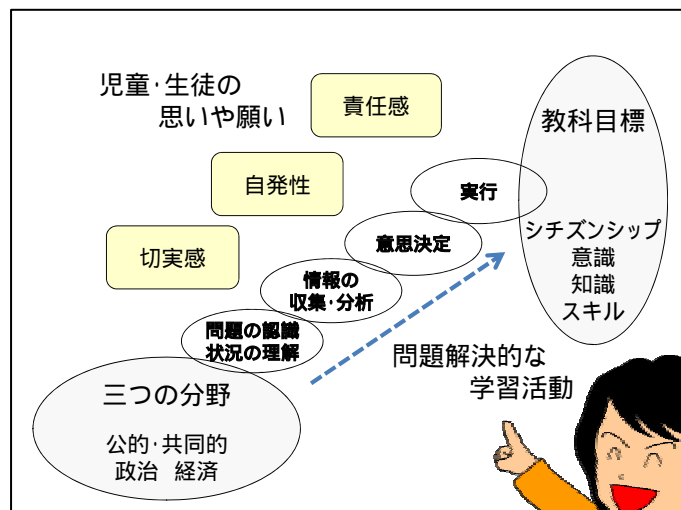 児童・生徒の
思いや願い
責任感
自発性
切実感
教科目標
シチズンシップ
意識
知識
スキル
実行
意思決定
情報の
収集・分析
問題の認識
状況の理解
三つの分野
公的・共同的
政治 経済
問題解決的な
学習活動